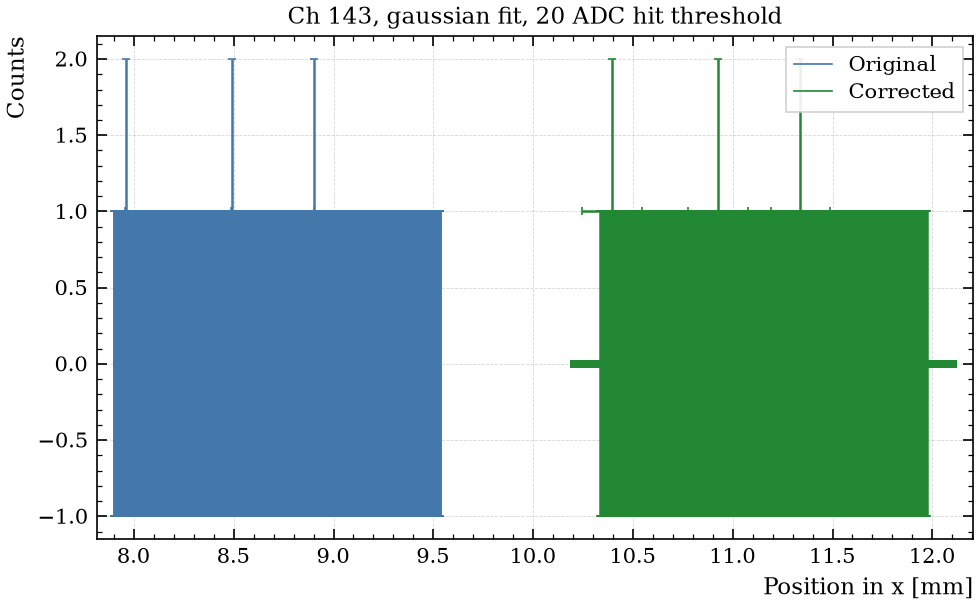 Ch 143, gaussian fit, 20 ADC hit threshold
Counts
2.0
1.5
1.0
0.5
0.0
−0.5
−1.0
Original
Corrected
8.0 8.5 9.0 9.5 10.0 10.5 11.0 11.5 12.0
Position in x [mm]